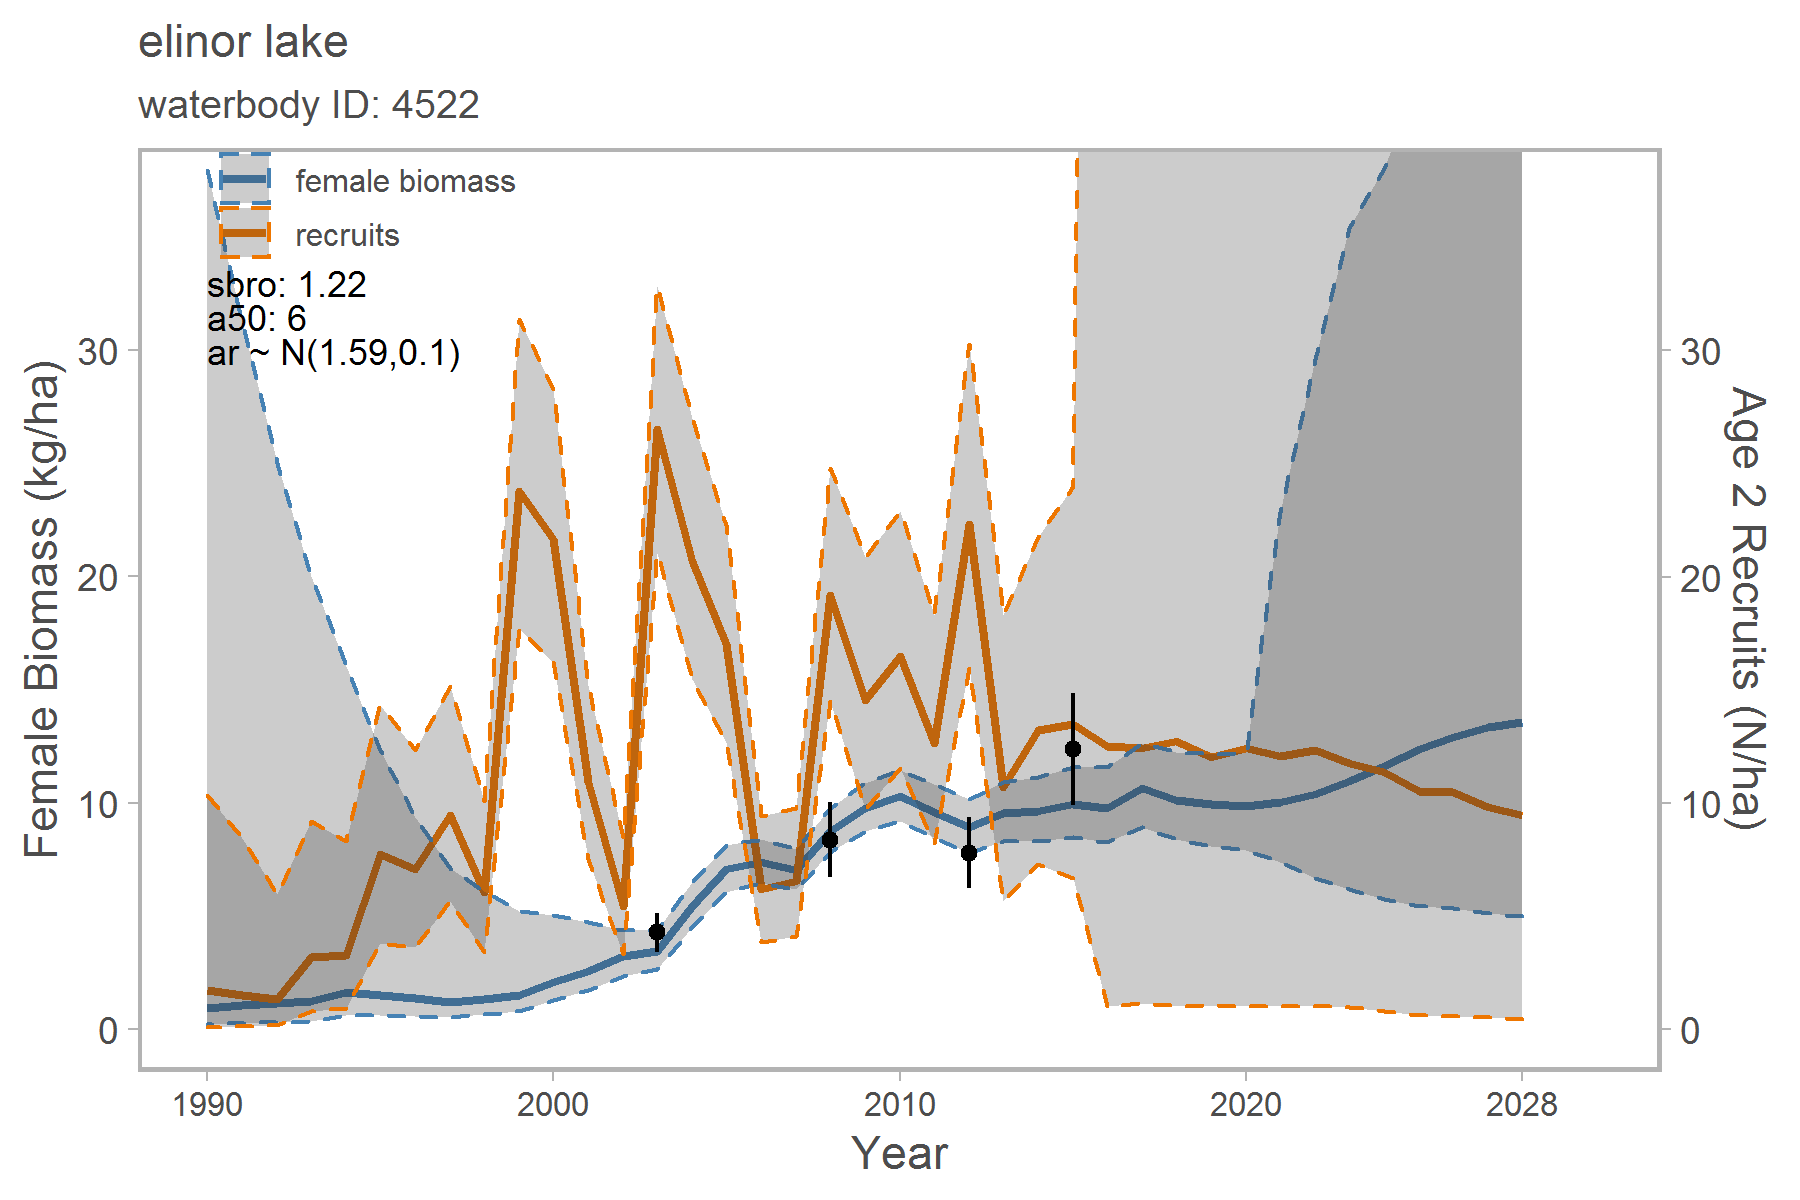 elinor lake
waterbody ID: 4522
female biomass
recruits
sbro: 1.22
a50: 6
ar ~ N(1.59,0.1)
Female Biomass (kg/ha)
30
20
10
0
30
20
10
0
Age 2 Recruits (N/ha)
1990
2000
2010
2020
2028
Year